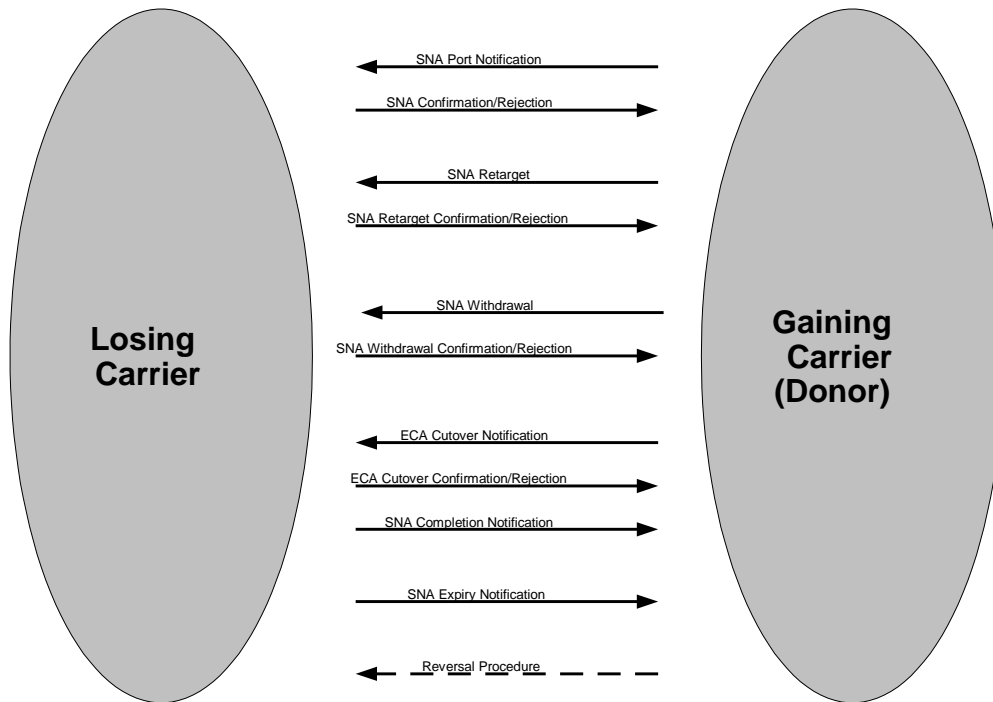 SNA Port Notification
SNA Confirmation/Rejection
SNA Retarget
SNA Retarget Confirmation/Rejection
SNA Withdrawal
SNA Withdrawal Confirmation/Rejection
Losing
Carrier
Gaining
Carrier
(Donor)
ECA Cutover Notification
ECA Cutover Confirmation/Rejection
SNA Completion Notification
SNA Expiry Notification
Reversal Procedure